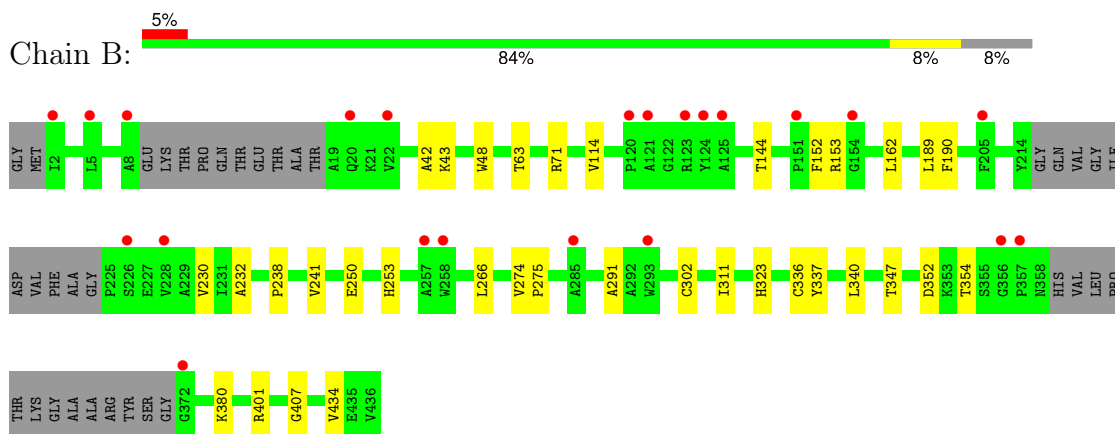 5%
Chain B:
84% 8% 8%
GLY MET I2 L5 A8 GLU LYS THR PRO GLN THR GLU THR ALA THR A19 Q20 K21 V22 A42 K43 W48 T63 R71 V114 P120 A121 G122 R123 Y124 A125 T144 P151 F152 R153 G154 L162 L189 F190 F205 Y214 GLY GLN VAL GLY ILE
ASP VAL PHE ALA GLY P225 S226 E227 V228 A229 V230 I231 A232 P238 V241 E250 H253 A257 W258 L266 V274 P275 A285 A291 A292 W293 C302 I311 H323 C336 Y337 L340 T347 D352 K353 T354 S355 G356 P357 N358 HIS VAL LEU PRO
THR LYS GLY ALA ALA ARG TYR SER GLY G372 K380 R401 G407 V434 E435 V436